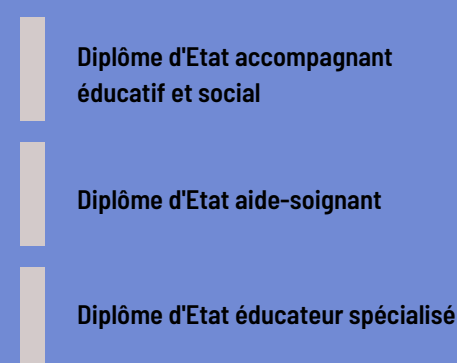 Diplôme d'Etat accompagnant
éducatif et social
Diplôme d'Etat aide-soignant
Diplôme d'Etat éducateur spécialisé